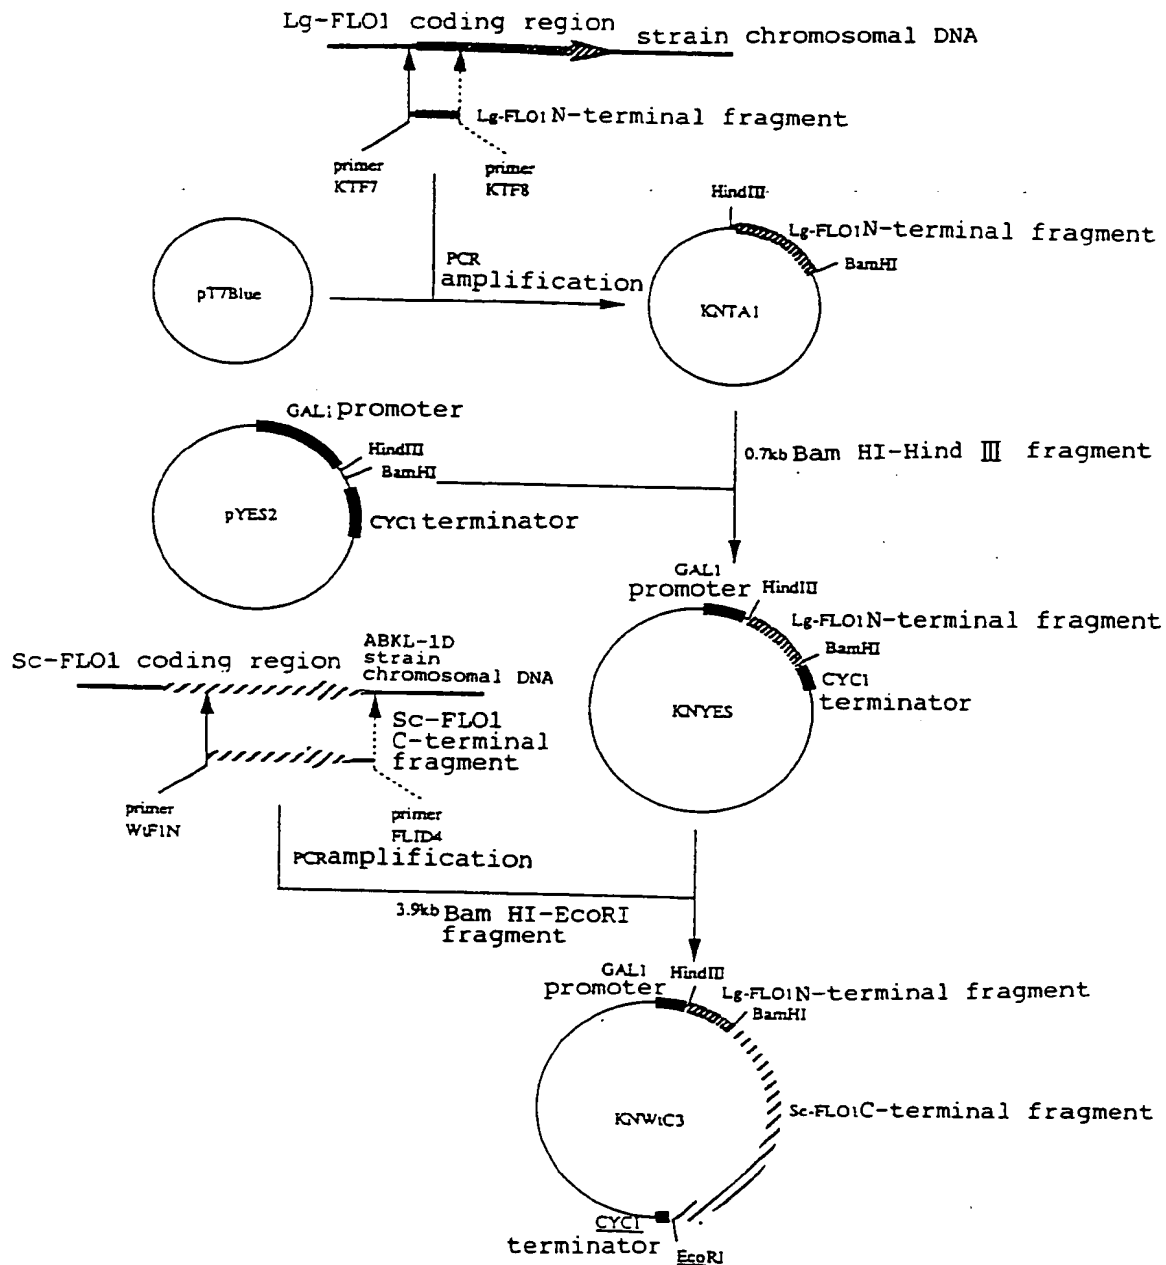 Lg-FLO1 coding region
strain chromosomal DNA
Lg-FLO1 N-terminal fragment
primer
KTF7
primer
KTF8
HindIII
Lg-FLO1 N-terminal fragment
BamHI
pT7Blue
PCR
amplification
KNTA1
GAL1 promoter
HindIII
BamHI
pYES2
CYC1 terminator
0.7kb Bam HI-Hind III fragment
GAL1
promoter
HindIII
Lg-FLO1 N-terminal fragment
BamHI
CYC1
terminator
KNYES
Sc-FLO1 coding region
ABKL-1D
strain
chromosomal DNA
Sc-FLO1
C-terminal
fragment
primer
WtF1N
primer
FLID4
PCR amplification
3.9kb Bam HI-EcoRI
fragment
GAL1
promoter
HindIII
Lg-FLO1 N-terminal fragment
BamHI
KNWtC3
Sc-FLO1 C-terminal fragment
CYC1
terminator
EcoRI